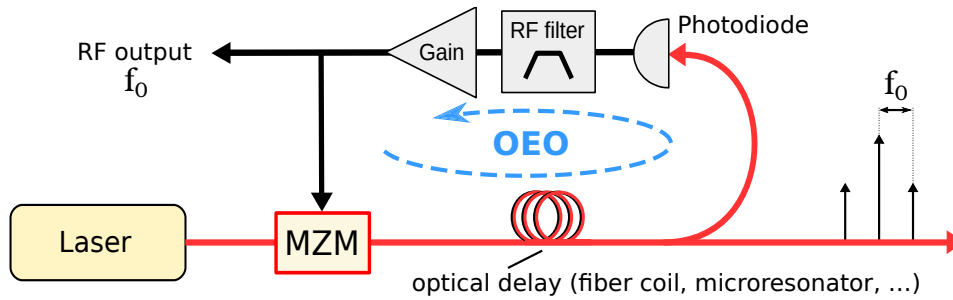 Photodiode
RF filter
Gain
RF output
f₀
f₀
OEO
Laser
MZM
optical delay (fiber coil, microresonator, ...)